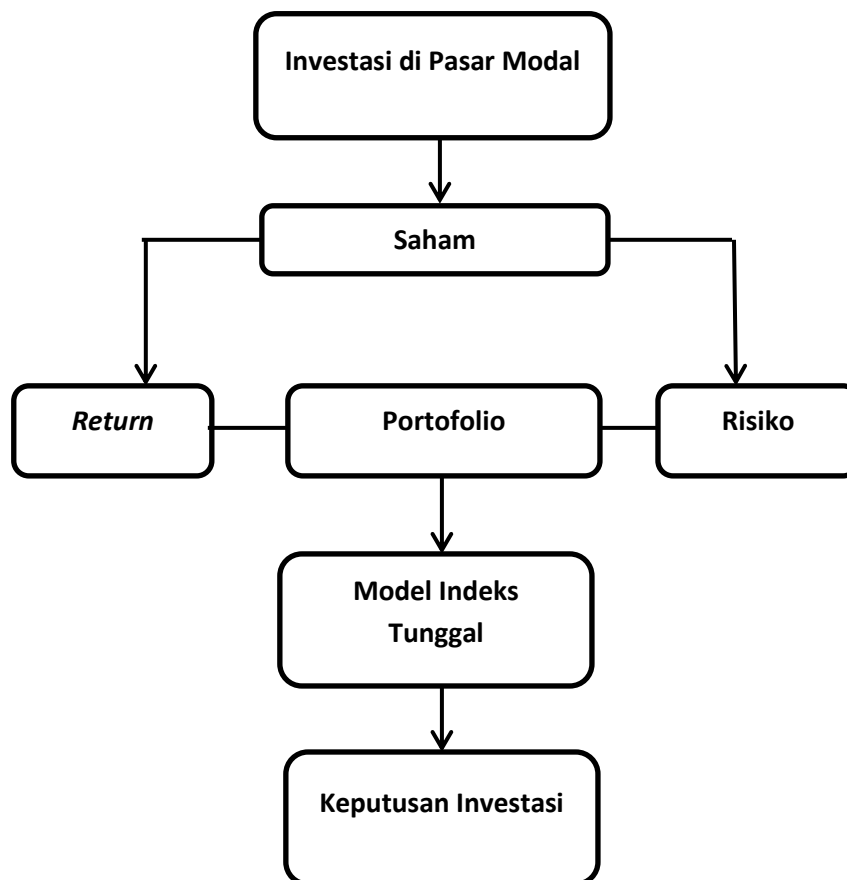 Investasi di Pasar Modal
Saham
Return
Portofolio
Risiko
Model Indeks
Tunggal
Keputusan Investasi